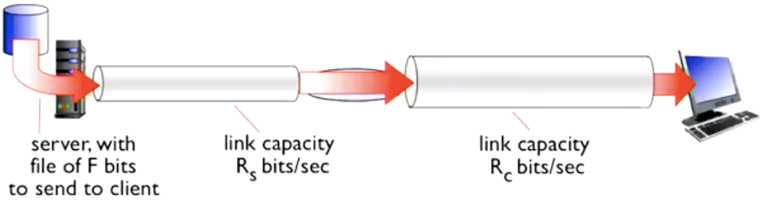 server, with
file of F bits
to send to client
link capacity
Rs bits/sec
link capacity
Rc bits/sec